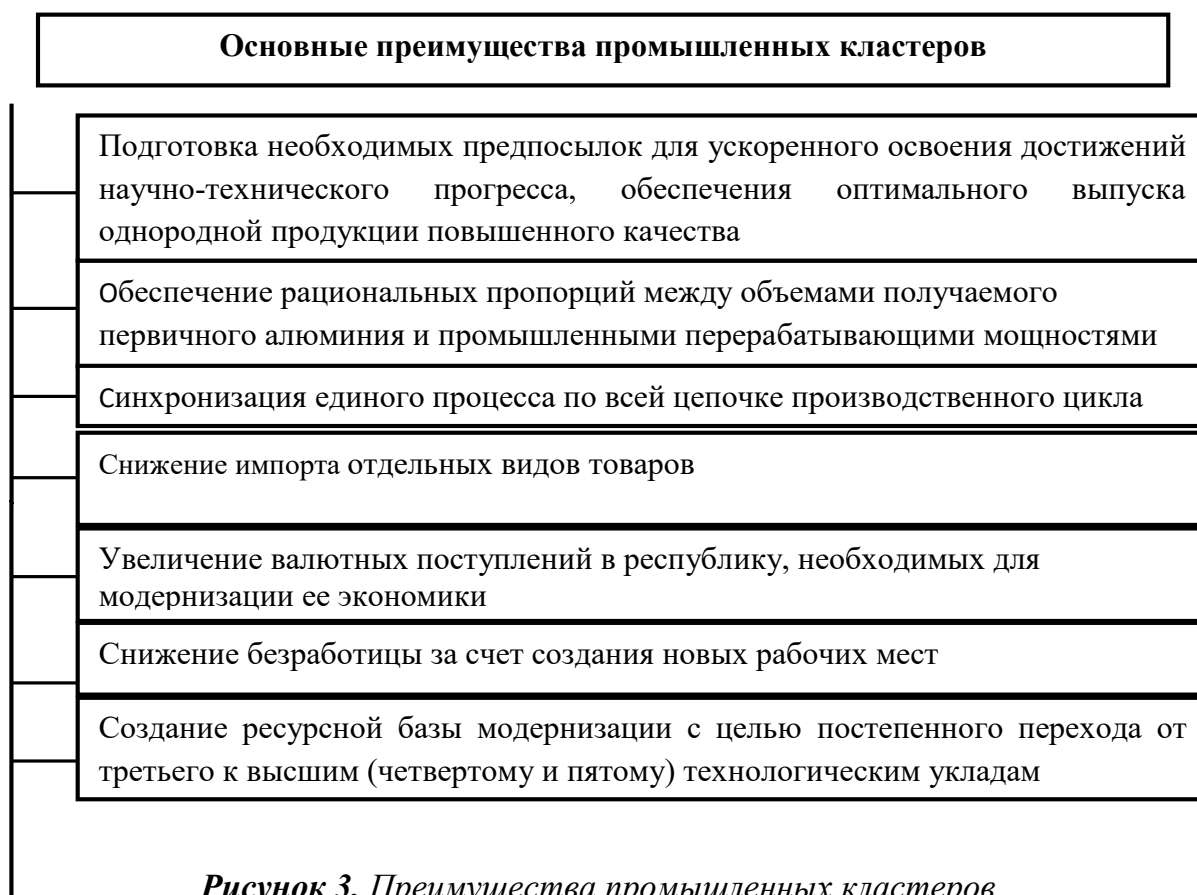 Основные преимущества промышленных кластеров
Подготовка необходимых предпосылок для ускоренного освоения достижений
научно-технического прогресса, обеспечения оптимального выпуска
однородной продукции повышенного качества
Обеспечение рациональных пропорций между объемами получаемого
первичного алюминия и промышленными перерабатывающими мощностями
Синхронизация единого процесса по всей цепочке производственного цикла
Снижение импорта отдельных видов товаров
Увеличение валютных поступлений в республику, необходимых для
модернизации ее экономики
Снижение безработицы за счет создания новых рабочих мест
Создание ресурсной базы модернизации с целью постепенного перехода от
третьего к высшим (четвертому и пятому) технологическим укладам
Рисунок 3. Преимущества промышленных кластеров